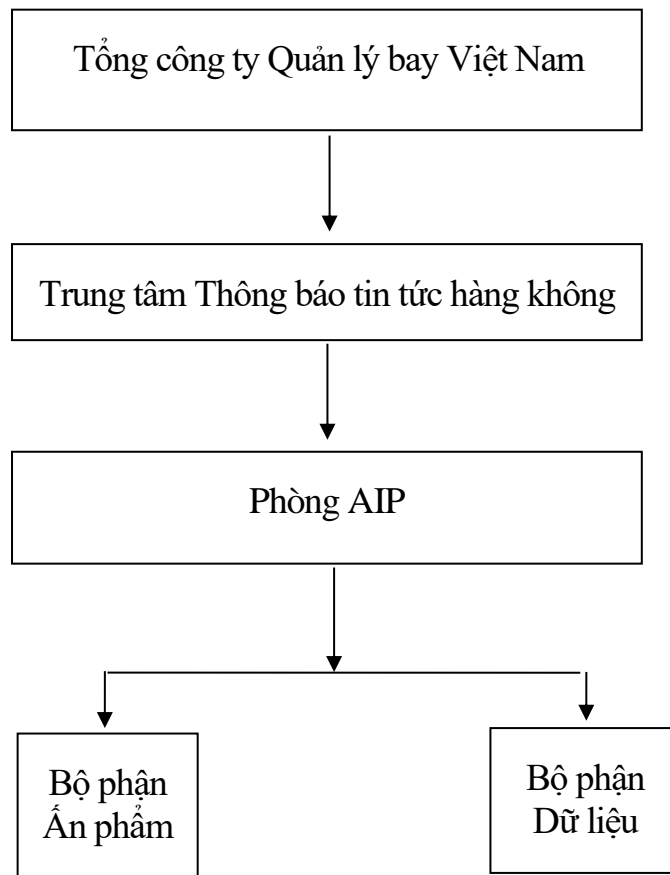 Tổng công ty Quản lý bay Việt Nam
Trung tâm Thông báo tin tức hàng không
Phòng AIP
Bộ phận
Ấn phẩm
Bộ phận
Dữ liệu